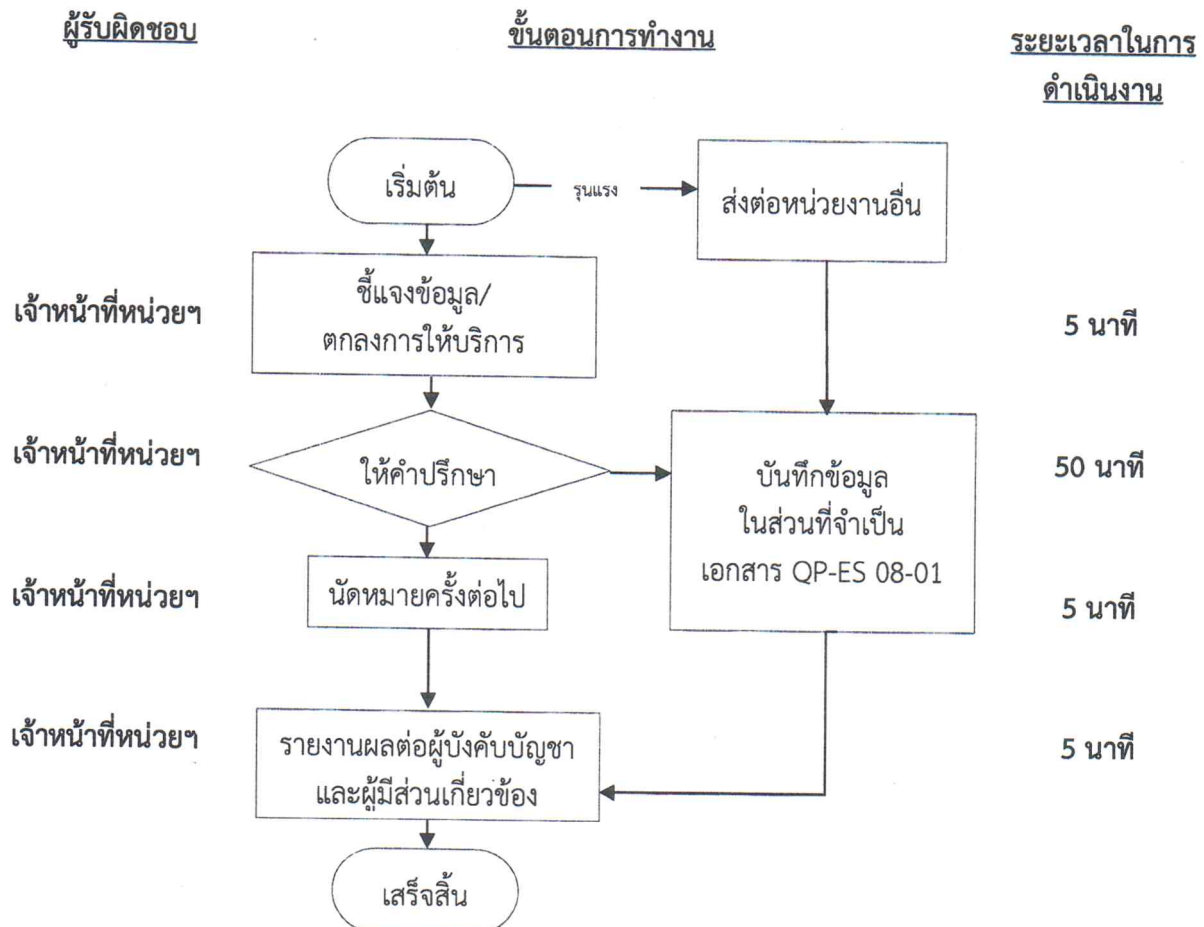 ผู้รับผิดชอบ
ขั้นตอนการทำงาน
ระยะเวลาในการ
ดำเนินงาน
เริ่มต้น
รุนแรง
ส่งต่อหน่วยงานอื่น
เจ้าหน้าที่หน่วยฯ
ชี้แจงข้อมูล/
ตกลงการให้บริการ
5 นาที
เจ้าหน้าที่หน่วยฯ
ให้คำปรึกษา
บันทึกข้อมูล
ในส่วนที่จำเป็น
เอกสาร QP-ES 08-01
50 นาที
เจ้าหน้าที่หน่วยฯ
นัดหมายครั้งต่อไป
5 นาที
เจ้าหน้าที่หน่วยฯ
รายงานผลต่อผู้บังคับบัญชา
และผู้มีส่วนเกี่ยวข้อง
5 นาที
เสร็จสิ้น